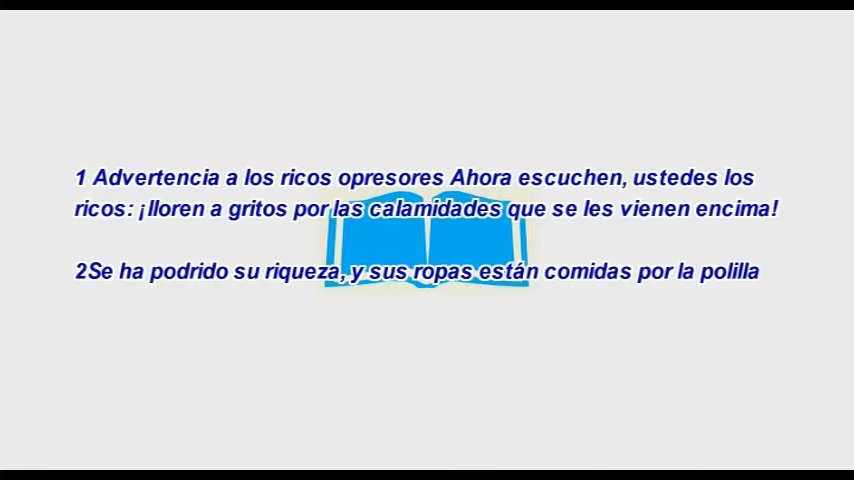 1 Advertencia a los ricos opresores Ahora escuchen, ustedes los
ricos: ¡lloren a gritos por las calamidades que se les vienen encima!
2Se ha podrido su riqueza, y sus ropas están comidas por la polilla